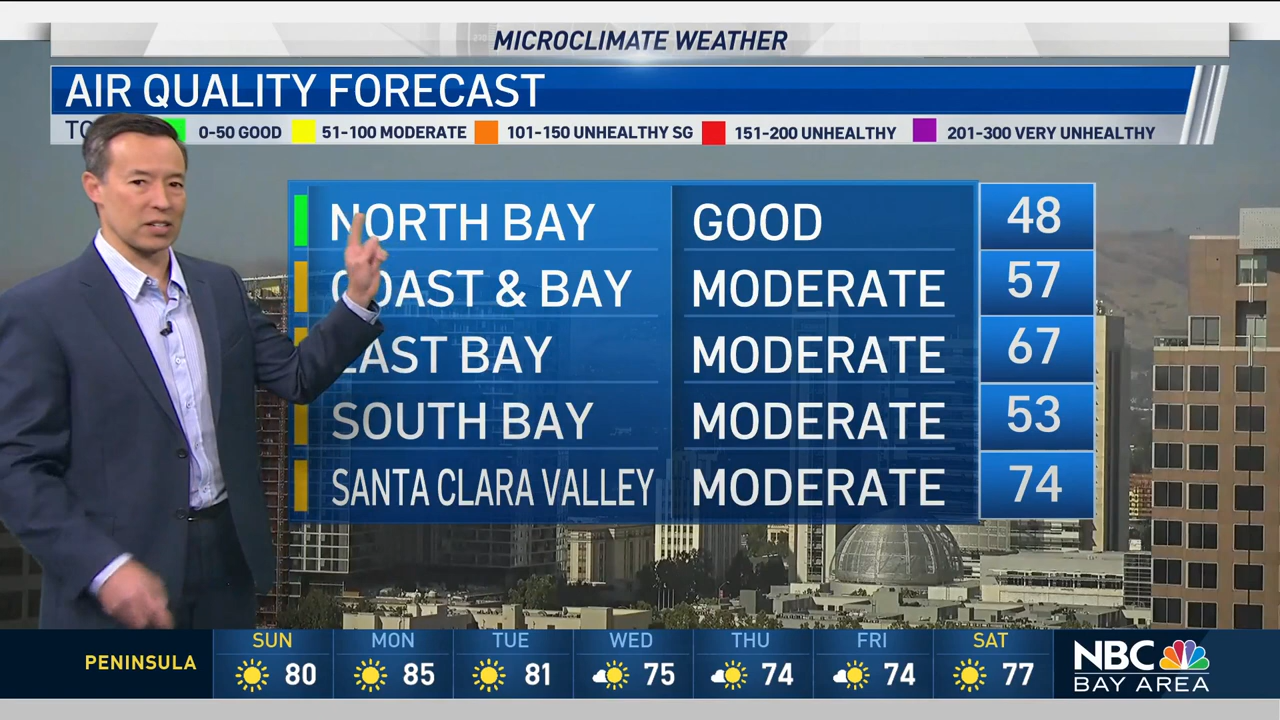 MICROCLIMATE WEATHER
AIR QUALITY FORECAST
0-50 GOOD 51-100 MODERATE 101-150 UNHEALTHY SG 151-200 UNHEALTHY 201-300 VERY UNHEALTHY
NORTH BAY GOOD 48
COAST & BAY MODERATE 57
EAST BAY MODERATE 67
SOUTH BAY MODERATE 53
SANTA CLARA VALLEY MODERATE 74
SUN MON TUE WED THU FRI SAT
PENINSULA 80 85 81 75 74 74 77
NBC
BAY AREA